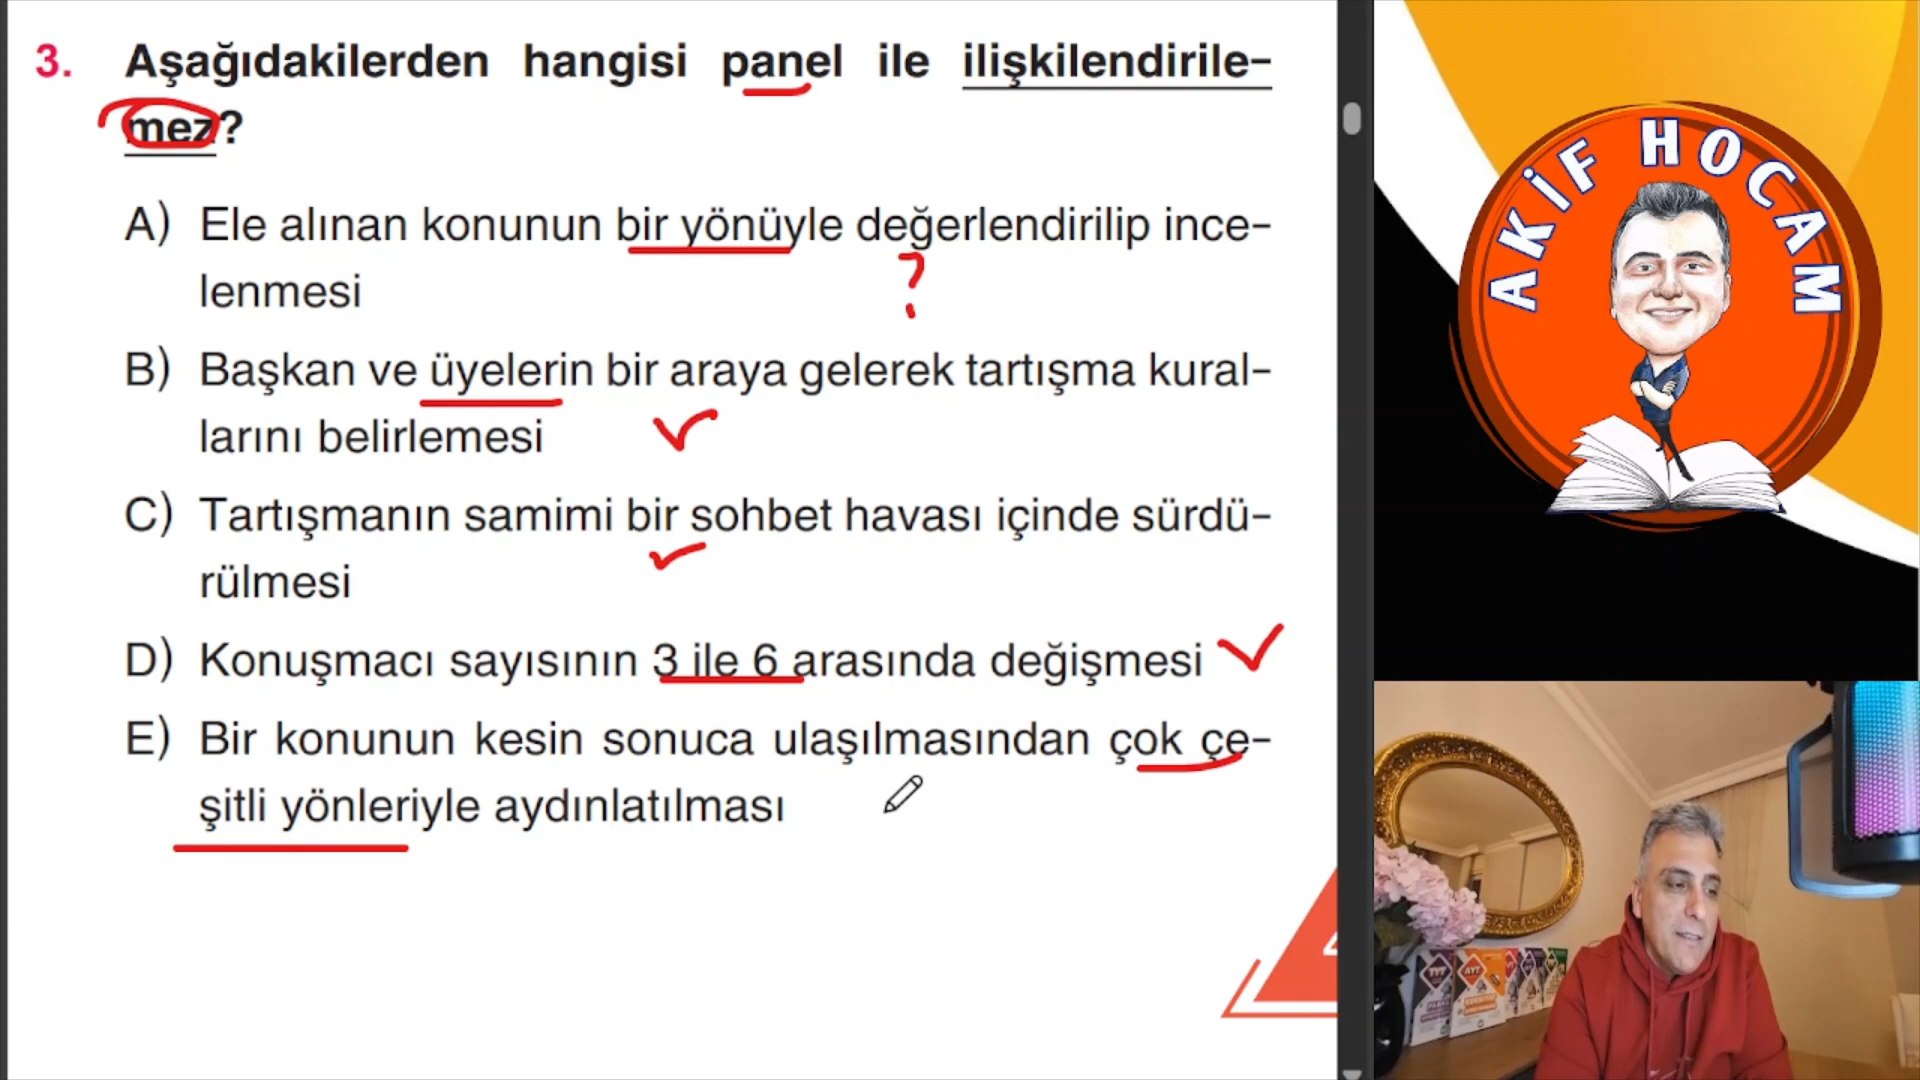 3. Aşağıdakilerden hangisi panel ile ilişkilendirile-
mez?
A) Ele alınan konunun bir yönüyle değerlendirilip ince-
lenmesi
?
B) Başkan ve üyelerin bir araya gelerek tartışma kural-
larını belirlemesi
C) Tartışmanın samimi bir sohbet havası içinde sürdü-
rülmesi
D) Konuşmacı sayısının 3 ile 6 arasında değişmesi
E) Bir konunun kesin sonuca ulaşılmasından çok çe-
şitli yönleriyle aydınlatılması
AKİF HOCAM
TYT
AYT